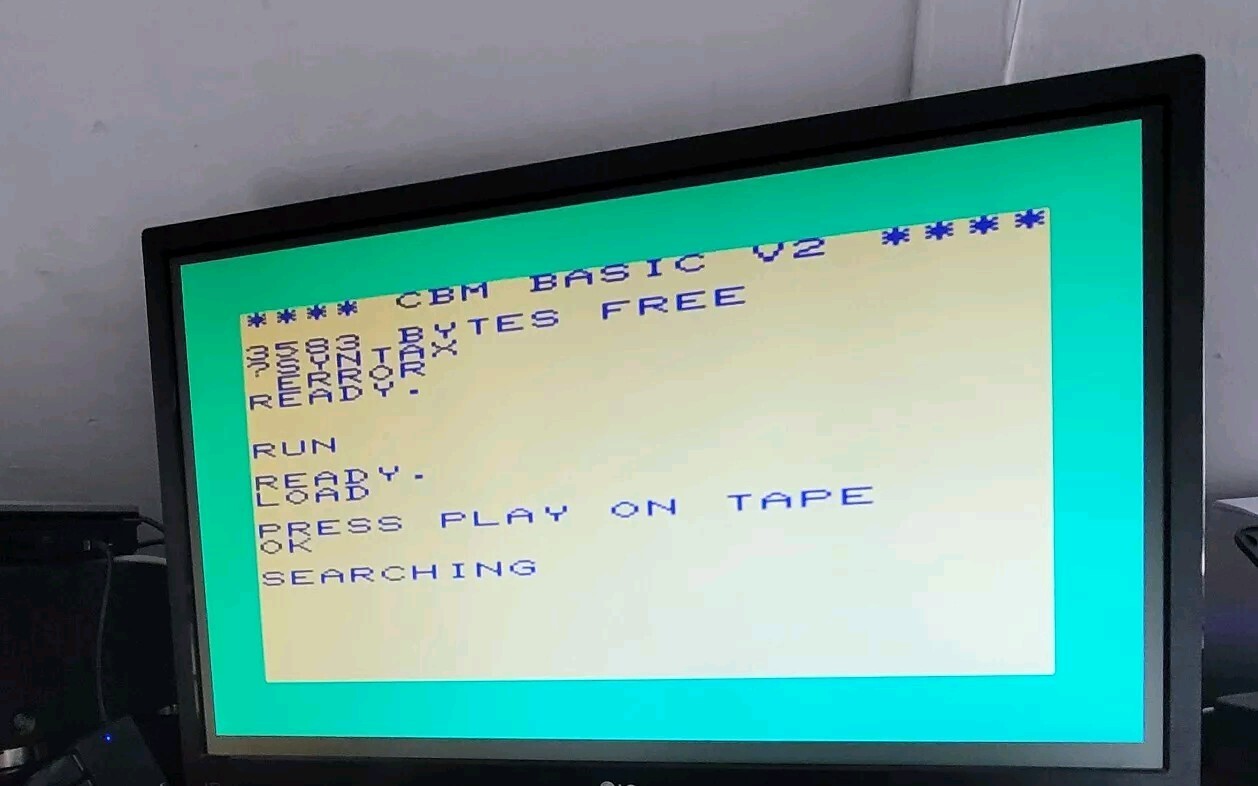 **** CBM BASIC V2 ****
3583 BYTES FREE
?SYNTAX
ERROR
READY.
RUN
READY.
LOAD
PRESS PLAY ON TAPE
OK
SEARCHING